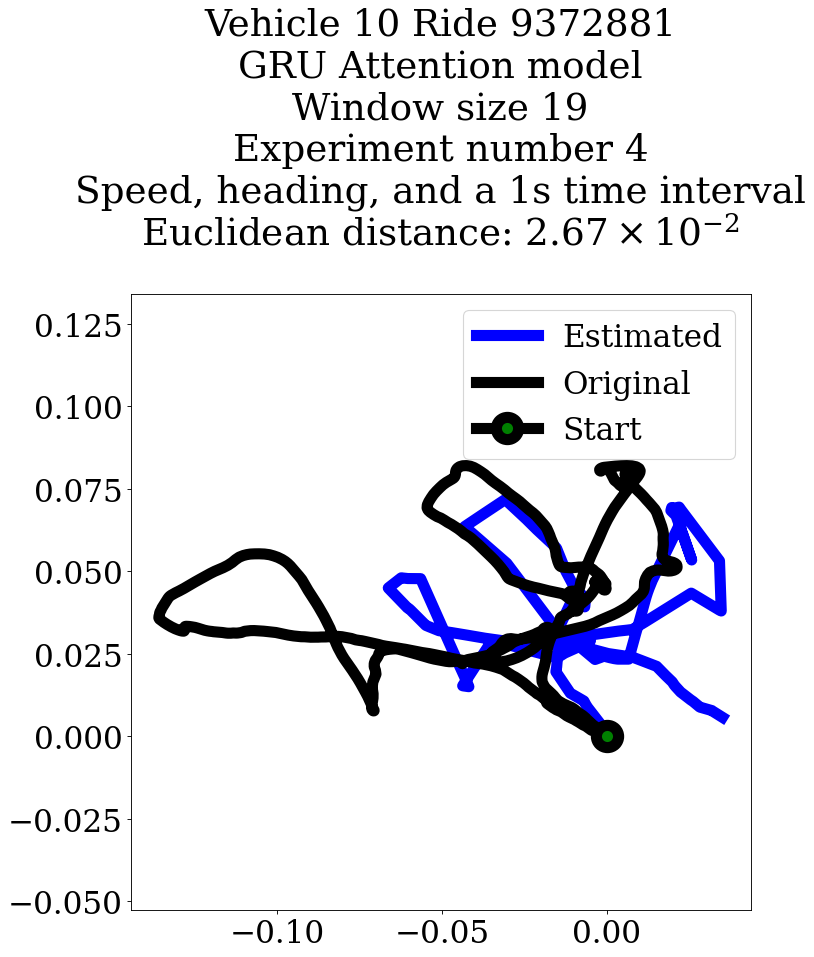 Vehicle 10 Ride 9372881
GRU Attention model
Window size 19
Experiment number 4
Speed, heading, and a 1s time interval
Euclidean distance: 2.67 × 10⁻²
Estimated
Original
Start
0.125
0.100
0.075
0.050
0.025
0.000
−0.025
−0.050
−0.10
−0.05
0.00